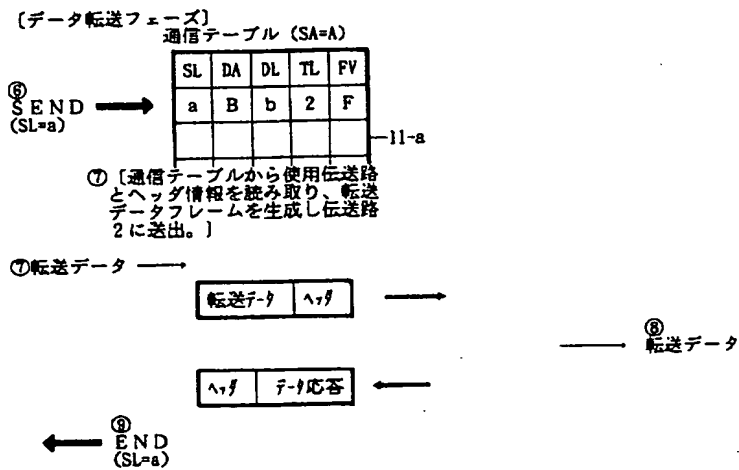 [データ転送フェーズ]
通信テーブル (SA=A)
SL DA DL TL FV
⑥
SEND
(SL=a)
a B b 2 F
11-a
⑦ [通信テーブルから使用伝送路
とヘッダ情報を読み取り、転送
データフレームを生成し伝送路
2に送出。]
⑦転送データ
転送データ ヘッダ
⑧
転送データ
ヘッダ データ応答
⑨
END
(SL=a)